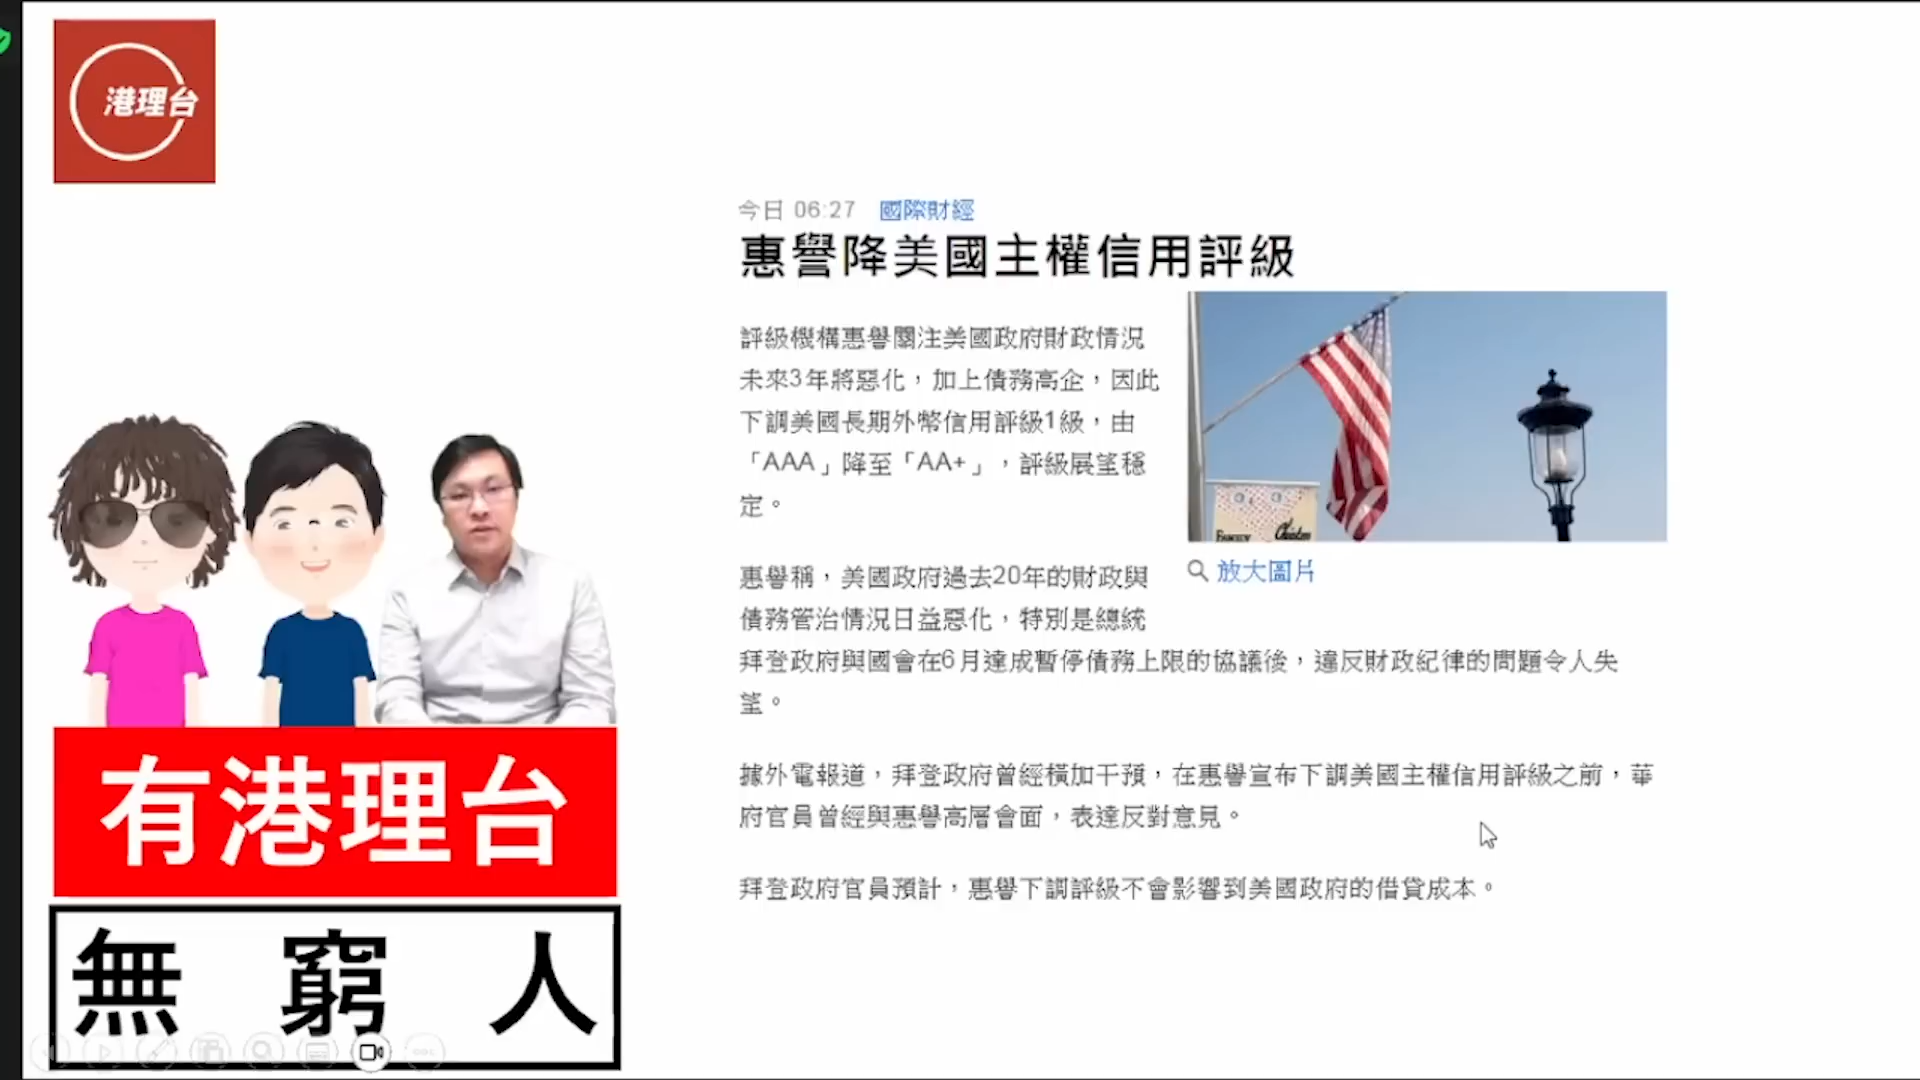 港理台
今日 06:27 國際財經
惠譽降美國主權信用評級
評級機構惠譽關注美國政府財政情況
未來3年將惡化，加上債務高企，因此
下調美國長期外幣信用評級1級，由
「AAA」降至「AA+」，評級展望穩
定。
FAMILY
放大圖片
惠譽稱，美國政府過去20年的財政與
債務管治情況日益惡化，特別是總統
拜登政府與國會在6月達成暫停債務上限的協議後，違反財政紀律的問題令人失
望。
據外電報道，拜登政府曾經橫加干預，在惠譽宣布下調美國主權信用評級之前，華
府官員曾經與惠譽高層會面，表達反對意見。
拜登政府官員預計，惠譽下調評級不會影響到美國政府的借貸成本。
有港理台
無窮人